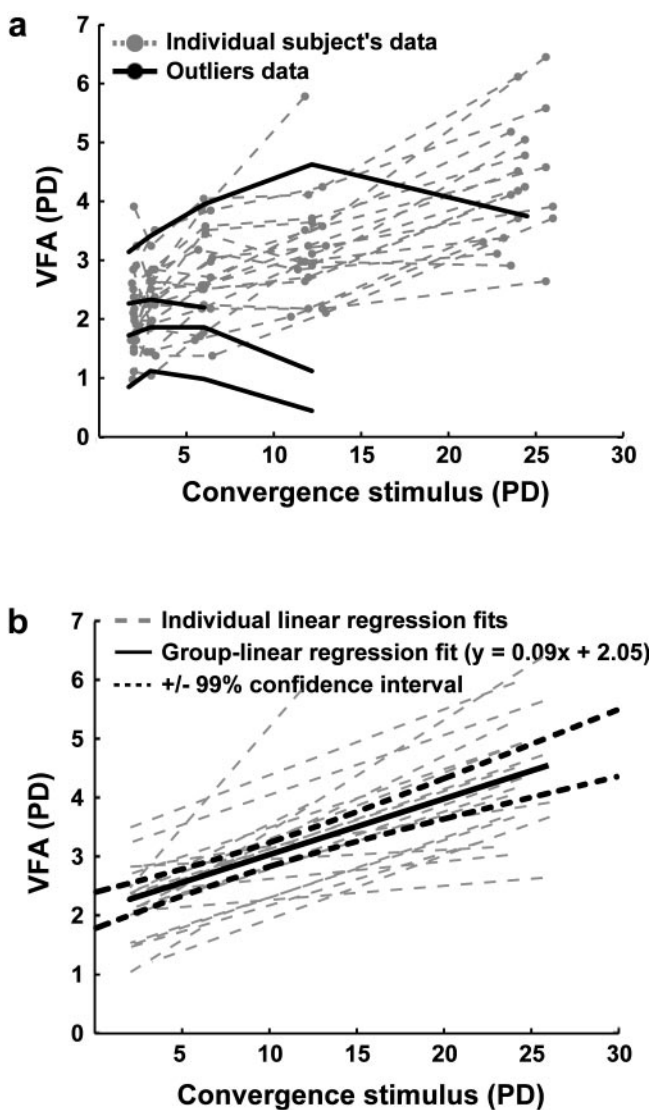 a
Individual subject's data
Outliers data
7
6
5
4
3
2
1
0
VFA (PD)
5 10 15 20 25 30
Convergence stimulus (PD)
b
Individual linear regression fits
Group-linear regression fit (y = 0.09x + 2.05)
+/- 99% confidence interval
7
6
5
4
3
2
1
0
VFA (PD)
5 10 15 20 25 30
Convergence stimulus (PD)